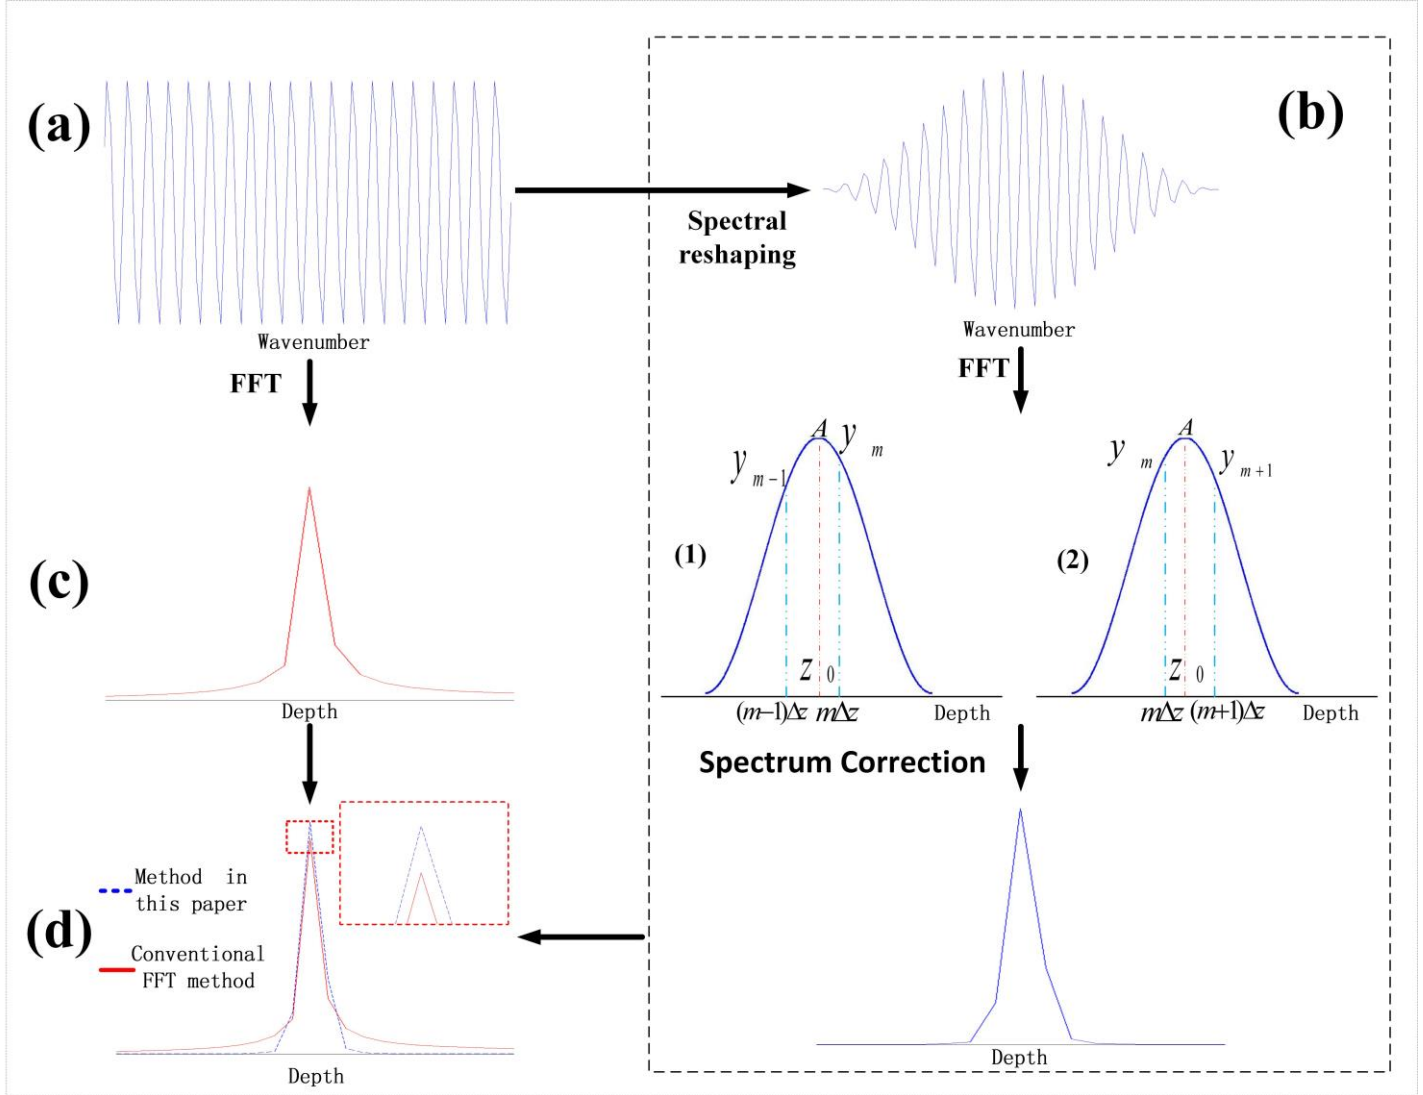 (a)
Wavenumber
FFT
Spectral
reshaping
(b)
Wavenumber
FFT
(c)
Depth
(1)
y m-1
A
y m
z 0
(m-1)Δz mΔz Depth
(2)
y m
A
y m+1
z 0
mΔz (m+1)Δz Depth
Spectrum Correction
Depth
(d)
Method in
this paper
Conventional
FFT method
Depth